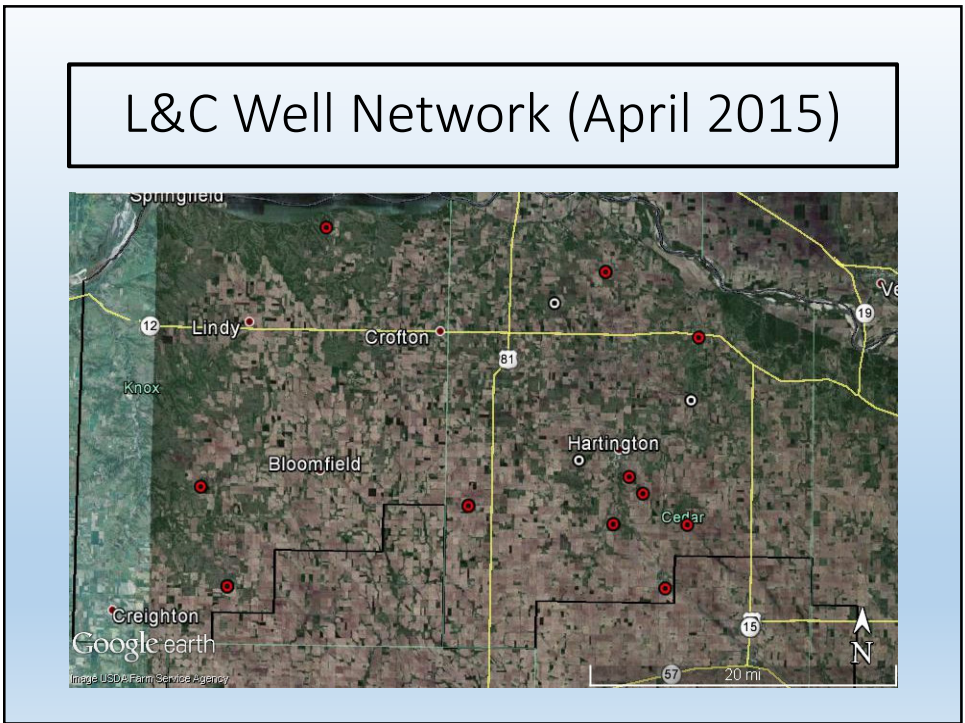 L&C Well Network (April 2015)
Springfield
Ve
19
12
Lindy
Crofton
81
Knox
Hartington
Bloomfield
Cedar
Creighton
15
Google earth
N
Image USDA Farm Service Agency
57
20 mi